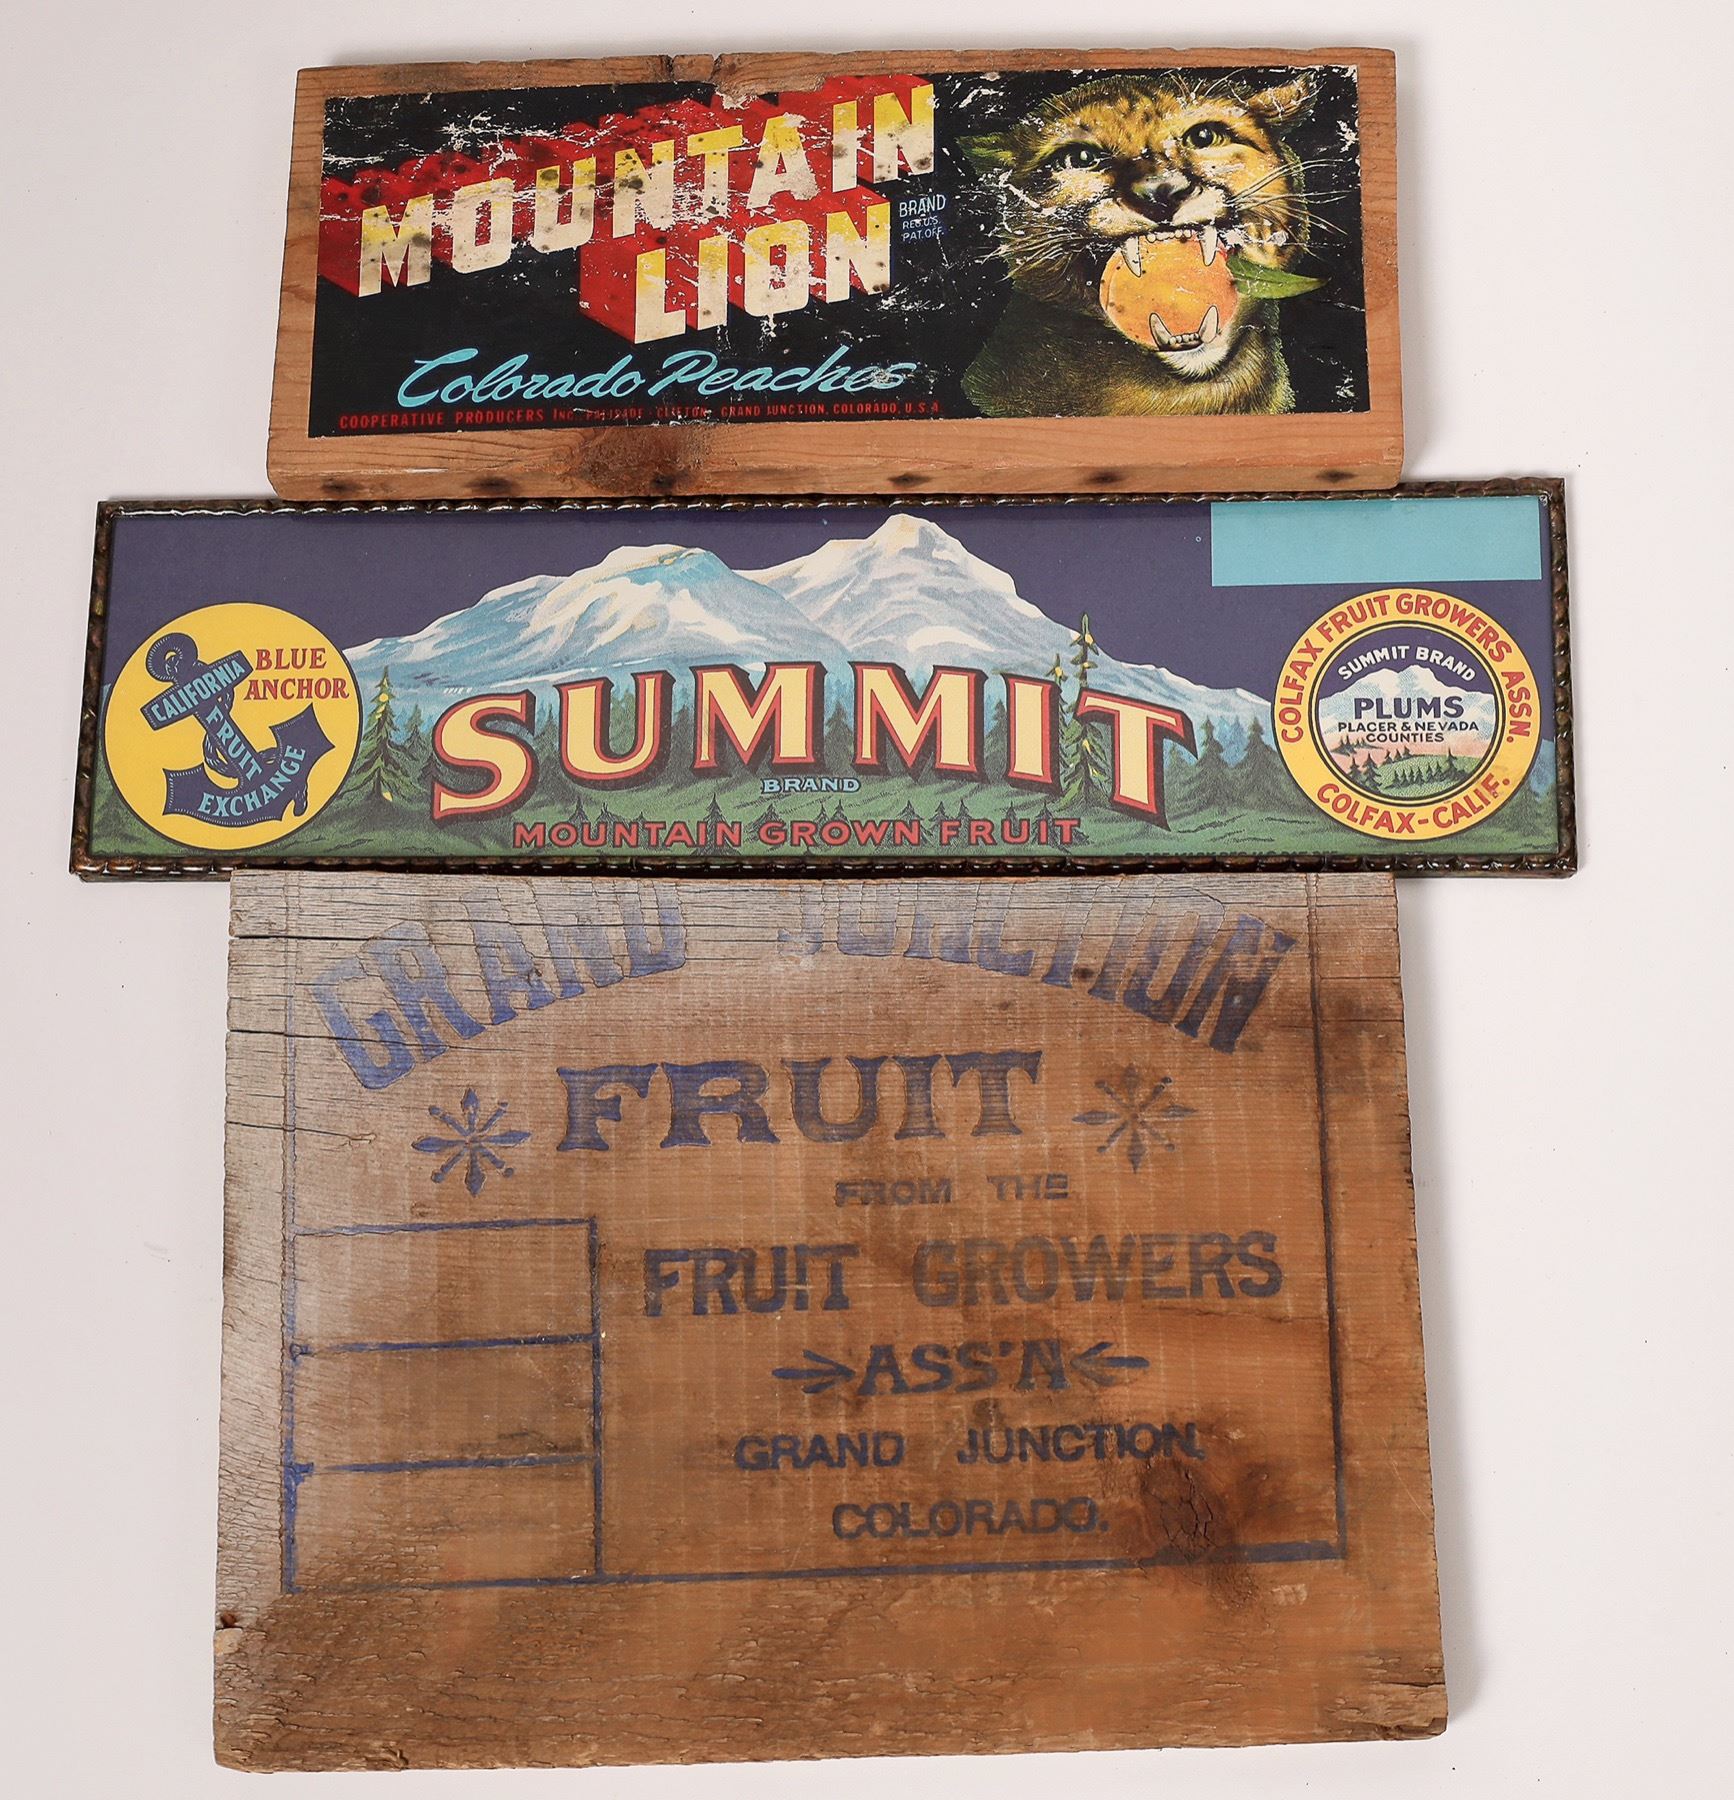 MOUNTAIN
LION
BRAND
REG. U.S.
PAT. OFF.
Colorado Peaches
COOPERATIVE PRODUCERS INC. PALISADE - CLIFTON - GRAND JUNCTION, COLORADO, U.S.A.
BLUE
ANCHOR
CALIFORNIA
FRUIT
EXCHANGE
SUMMIT
BRAND
MOUNTAIN GROWN FRUIT
COLFAX FRUIT GROWERS ASSN.
SUMMIT BRAND
PLUMS
PLACER & NEVADA
COUNTIES
COLFAX-CALIF.
GRAND JUNCTION
FRUIT
FROM THE
FRUIT GROWERS
ASS'N
GRAND JUNCTION,
COLORADO.